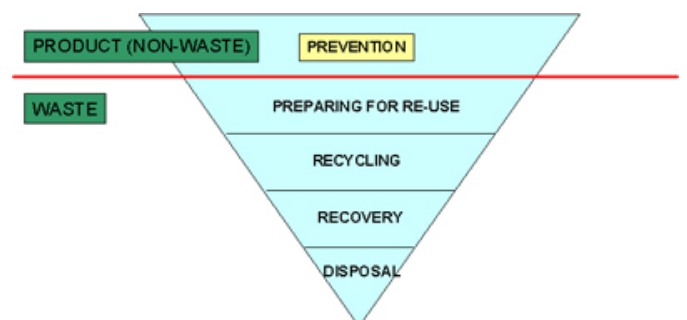 PRODUCT (NON-WASTE)
PREVENTION
WASTE
PREPARING FOR RE-USE
RECYCLING
RECOVERY
DISPOSAL